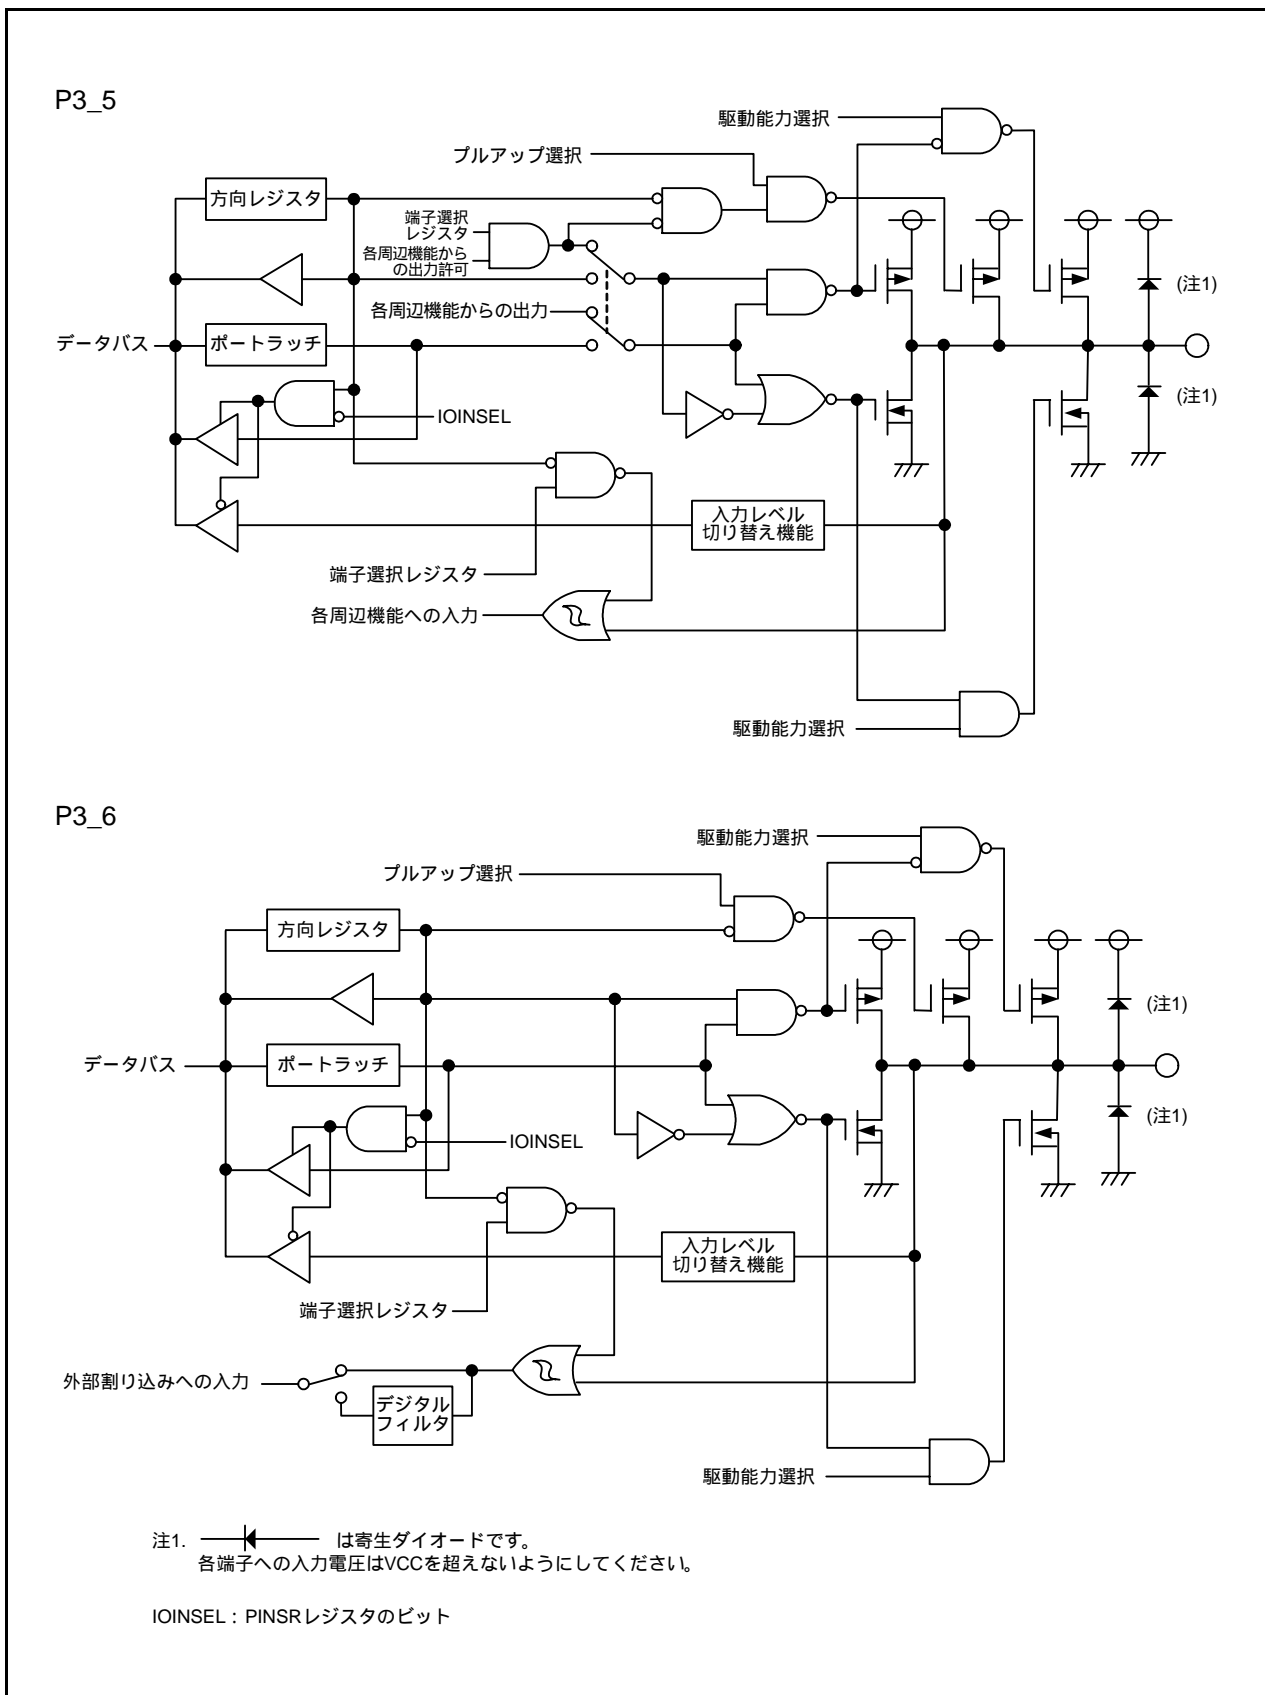 P3_5
駆動能力選択
プルアップ選択
方向レジスタ
端子選択
レジスタ
各周辺機能から
の出力許可
(注1)
各周辺機能からの出力
データバス
ポートラッチ
(注1)
IOINSEL
入力レベル
切り替え機能
端子選択レジスタ
各周辺機能への入力
駆動能力選択
P3_6
駆動能力選択
プルアップ選択
方向レジスタ
(注1)
データバス
ポートラッチ
(注1)
IOINSEL
入力レベル
切り替え機能
端子選択レジスタ
外部割り込みへの入力
デジタル
フィルタ
駆動能力選択
注1. は寄生ダイオードです。
各端子への入力電圧はVCCを超えないようにしてください。
IOINSEL : PINSRレジスタのビット